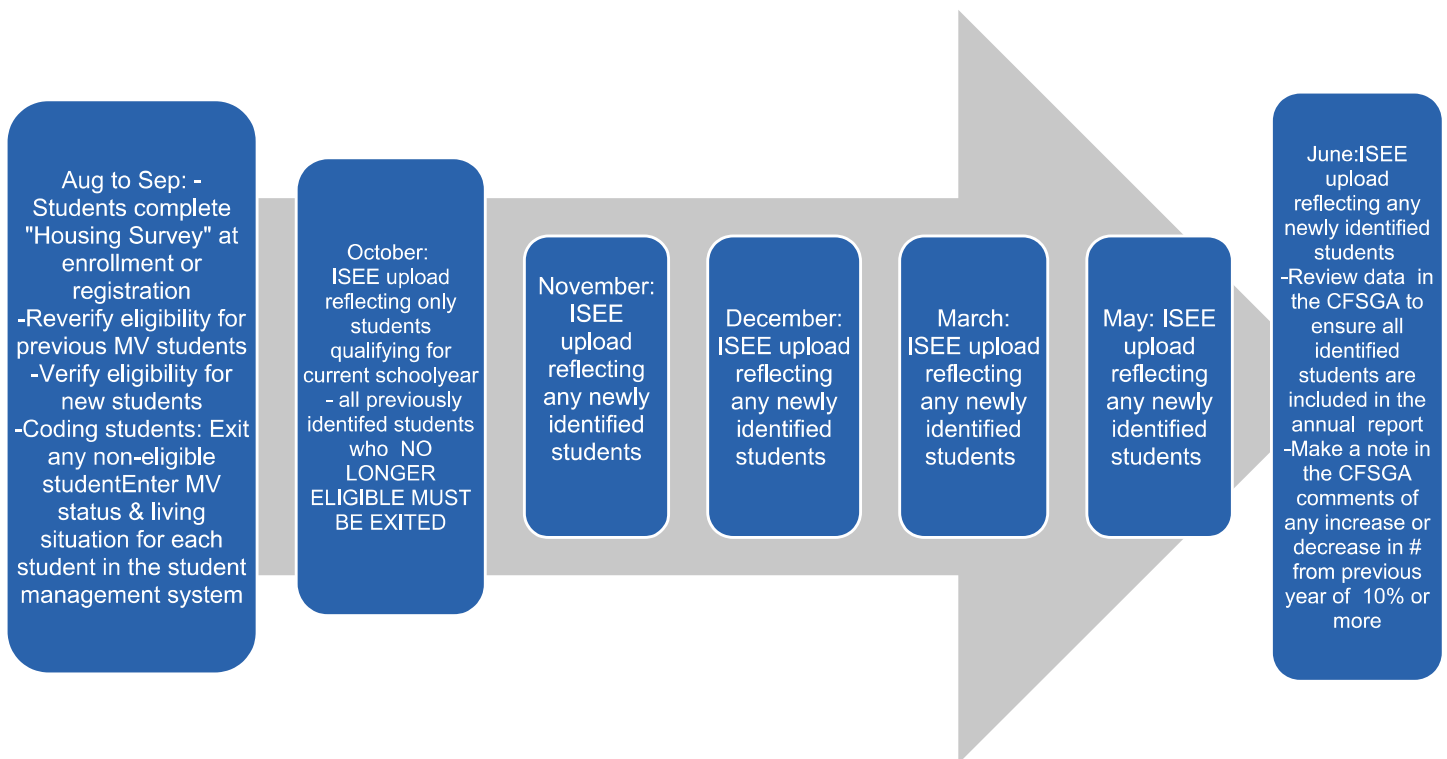 Aug to Sep: -
Students complete
"Housing Survey" at
enrollment or
registration
-Reverify eligibility for
previous MV students
-Verify eligibility for
new students
-Coding students: Exit
any non-eligible
studentEnter MV
status & living
situation for each
student in the student
management system
October:
ISEE upload
reflecting only
students
qualifying for
current schoolyear
- all previously
identifed students
who  NO
LONGER
ELIGIBLE MUST
BE EXITED
November:
ISEE
upload
reflecting
any newly
identified
students
December:
ISEE upload
reflecting
any newly
identified
students
March:
ISEE upload
reflecting
any newly
identified
students
May: ISEE
upload
reflecting
any newly
identified
students
June:ISEE
upload
reflecting any
newly identified
students
-Review data  in
the CFSGA to
ensure all
identified
students are
included in the
annual  report
-Make a note in
the CFSGA
comments of
any increase or
decrease in #
from previous
year of  10% or
more